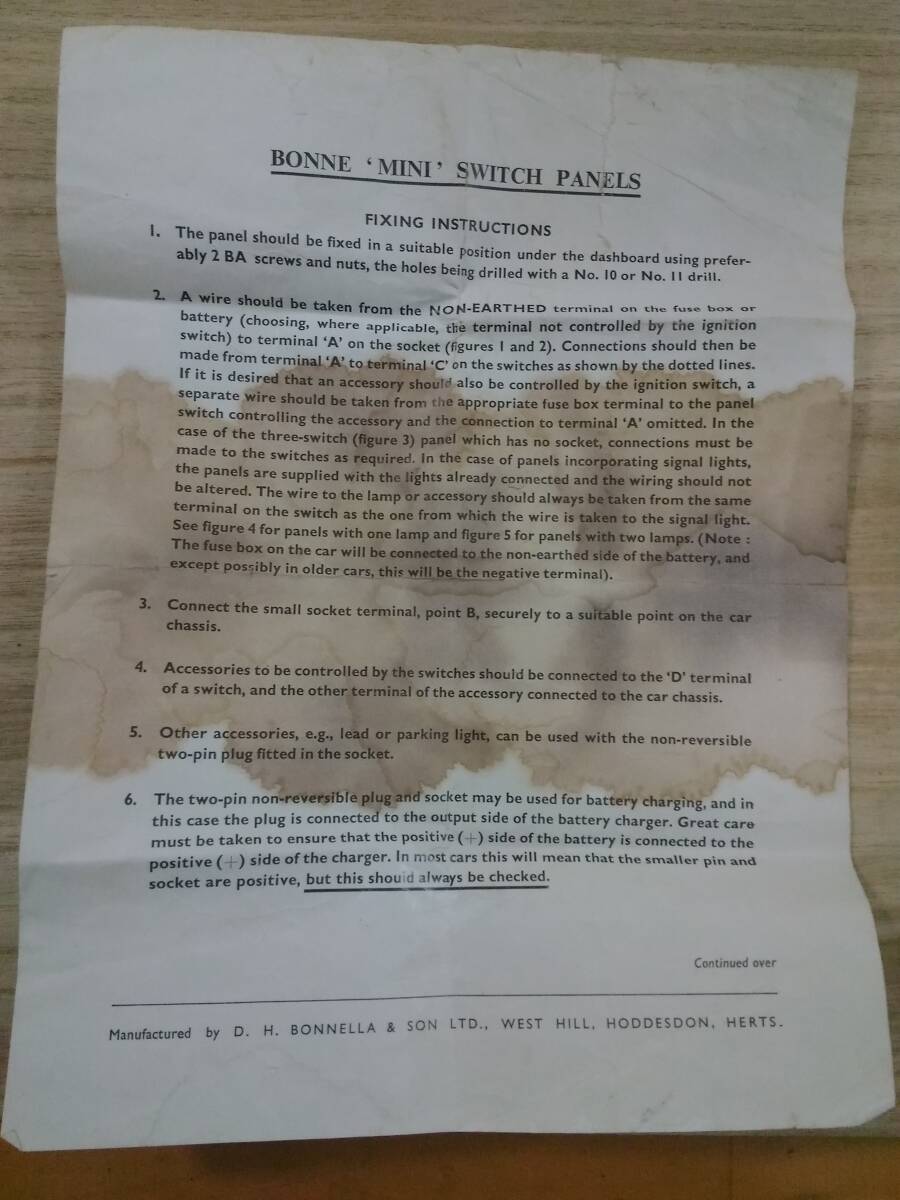 BONNE ‘MINI’ SWITCH PANELS
FIXING INSTRUCTIONS
1. The panel should be fixed in a suitable position under the dashboard using prefer-
ably 2 BA screws and nuts, the holes being drilled with a No. 10 or No. 11 drill.
2. A wire should be taken from the NON-EARTHED terminal on the fuse box or
battery (choosing, where applicable, the terminal not controlled by the ignition
switch) to terminal ‘A’ on the socket (figures 1 and 2). Connections should then be
made from terminal ‘A’ to terminal ‘C’ on the switches as shown by the dotted lines.
If it is desired that an accessory should also be controlled by the ignition switch, a
separate wire should be taken from the appropriate fuse box terminal to the panel
switch controlling the accessory and the connection to terminal ‘A’ omitted. In the
case of the three-switch (figure 3) panel which has no socket, connections must be
made to the switches as required. In the case of panels incorporating signal lights,
the panels are supplied with the lights already connected and the wiring should not
be altered. The wire to the lamp or accessory should always be taken from the same
terminal on the switch as the one from which the wire is taken to the signal light.
See figure 4 for panels with one lamp and figure 5 for panels with two lamps. (Note :
The fuse box on the car will be connected to the non-earthed side of the battery, and
except possibly in older cars, this will be the negative terminal).
3. Connect the small socket terminal, point B, securely to a suitable point on the car
chassis.
4. Accessories to be controlled by the switches should be connected to the ‘D’ terminal
of a switch, and the other terminal of the accessory connected to the car chassis.
5. Other accessories, e.g., lead or parking light, can be used with the non-reversible
two-pin plug fitted in the socket.
6. The two-pin non-reversible plug and socket may be used for battery charging, and in
this case the plug is connected to the output side of the battery charger. Great care
must be taken to ensure that the positive (+) side of the battery is connected to the
positive (+) side of the charger. In most cars this will mean that the smaller pin and
socket are positive, but this should always be checked.
Continued over
Manufactured by D. H. BONNELLA & SON LTD., WEST HILL, HODDESDON, HERTS.